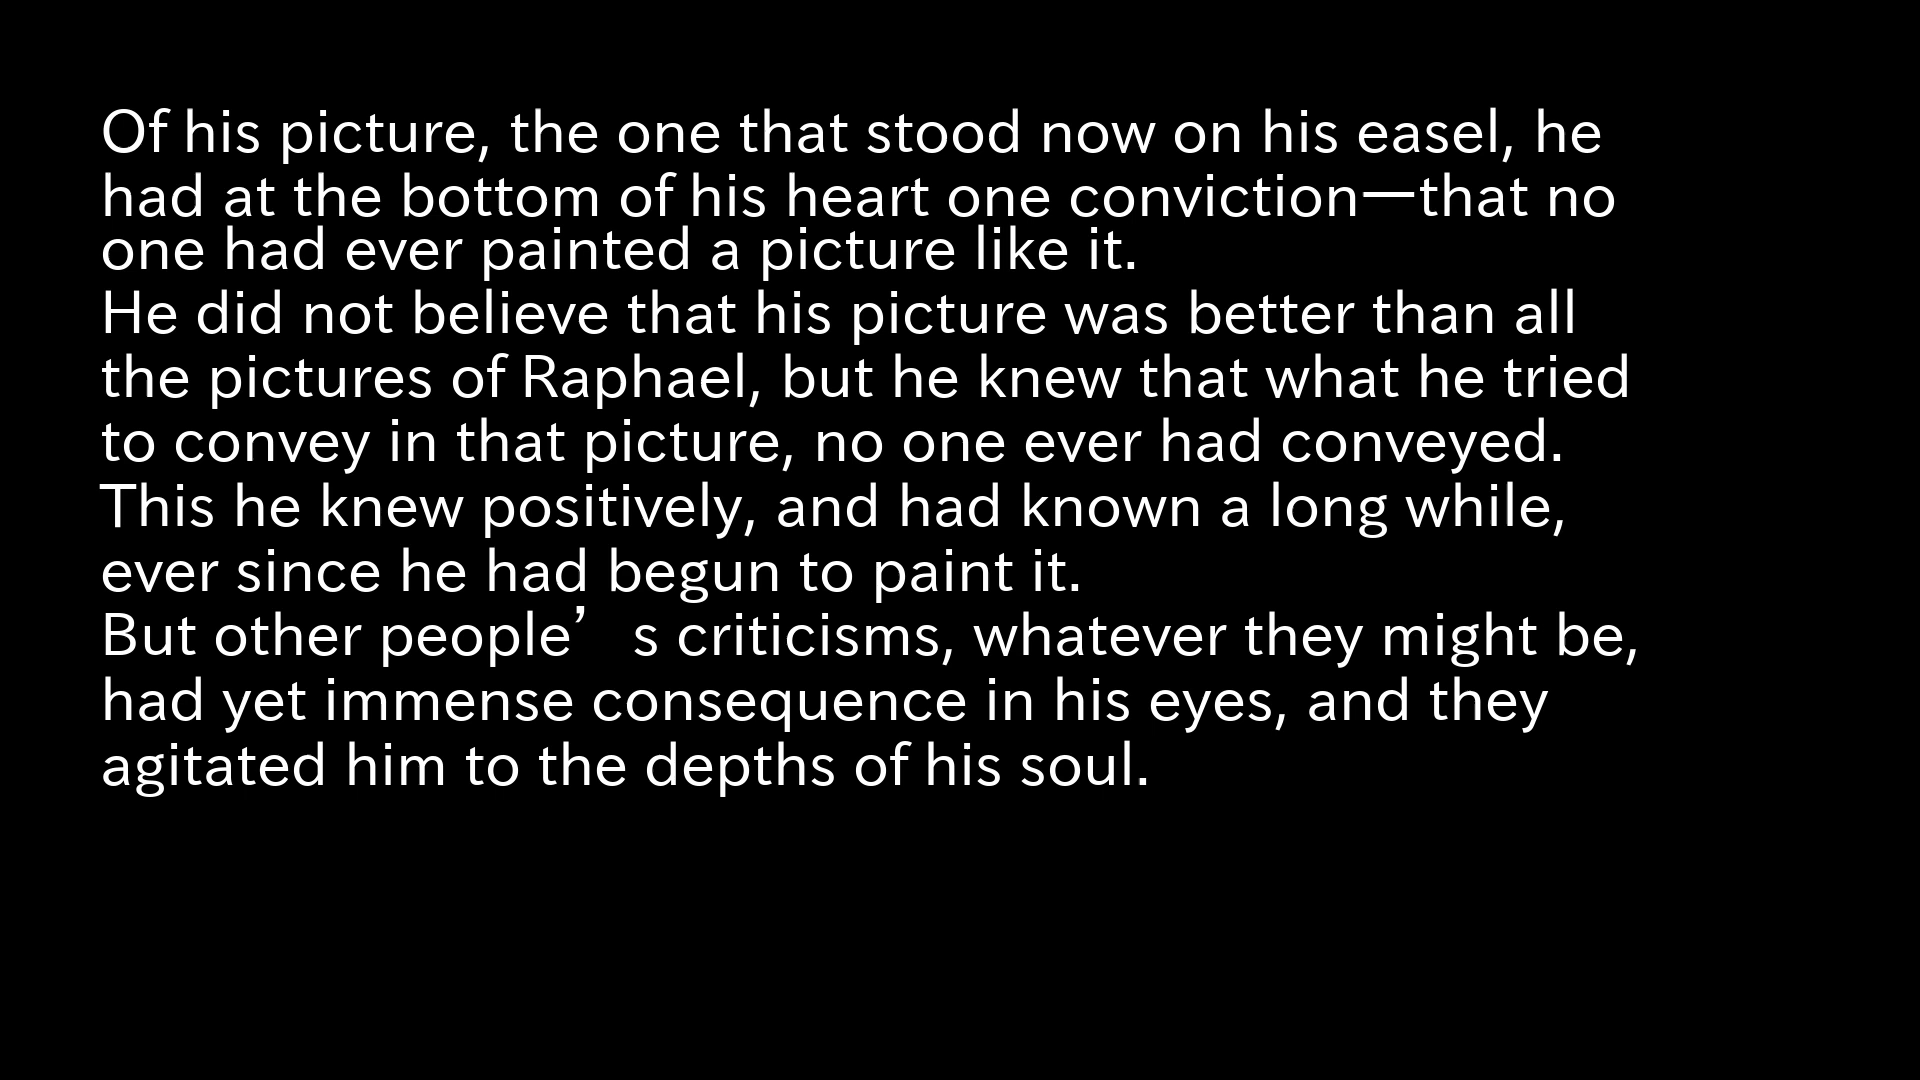 Of his picture, the one that stood now on his easel, he
had at the bottom of his heart one conviction—that no
one had ever painted a picture like it.
He did not believe that his picture was better than all
the pictures of Raphael, but he knew that what he tried
to convey in that picture, no one ever had conveyed.
This he knew positively, and had known a long while,
ever since he had begun to paint it.
But other people’s criticisms, whatever they might be,
had yet immense consequence in his eyes, and they
agitated him to the depths of his soul.